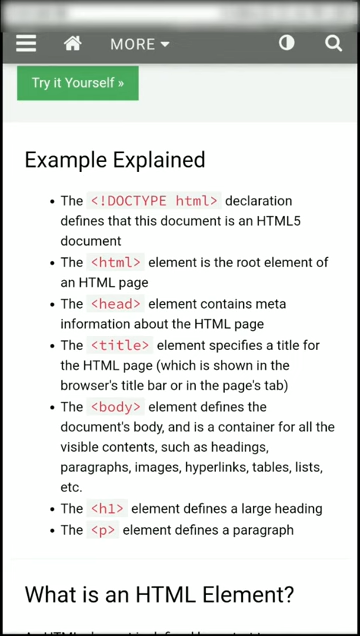 MORE
Try it Yourself »
Example Explained
The <!DOCTYPE html> declaration
defines that this document is an HTML5
document
The <html> element is the root element of
an HTML page
The <head> element contains meta
information about the HTML page
The <title> element specifies a title for
the HTML page (which is shown in the
browser's title bar or in the page's tab)
The <body> element defines the
document's body, and is a container for all the
visible contents, such as headings,
paragraphs, images, hyperlinks, tables, lists,
etc.
The <h1> element defines a large heading
The <p> element defines a paragraph
What is an HTML Element?